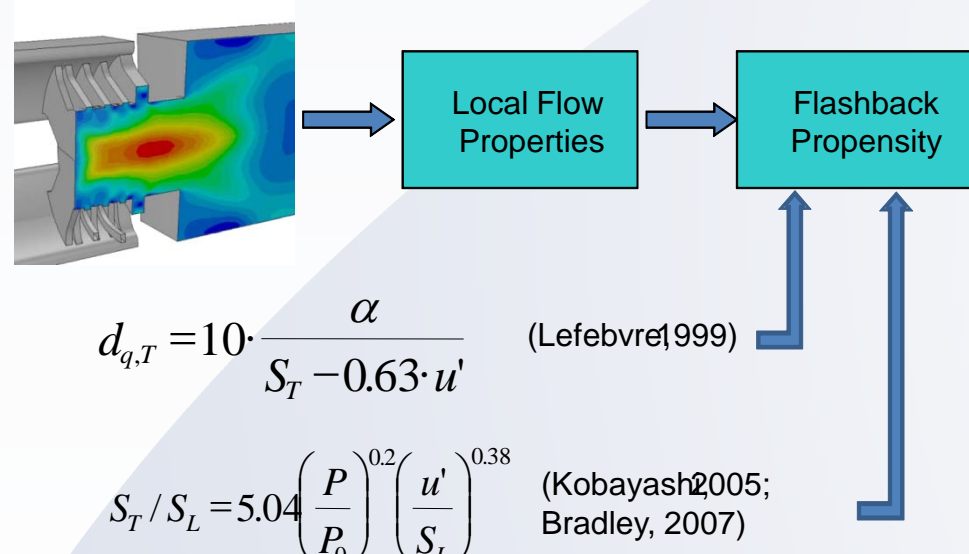 Local Flow
Properties
Flashback
Propensity
d_{q,T} = 10· α / (S_T − 0.63· u')
(Lefebvre,1999)
S_T / S_L = 5.04 (P / P_0)^{0.2} (u' / S_L)^{0.38}
(Kobayashi,2005;
Bradley, 2007)